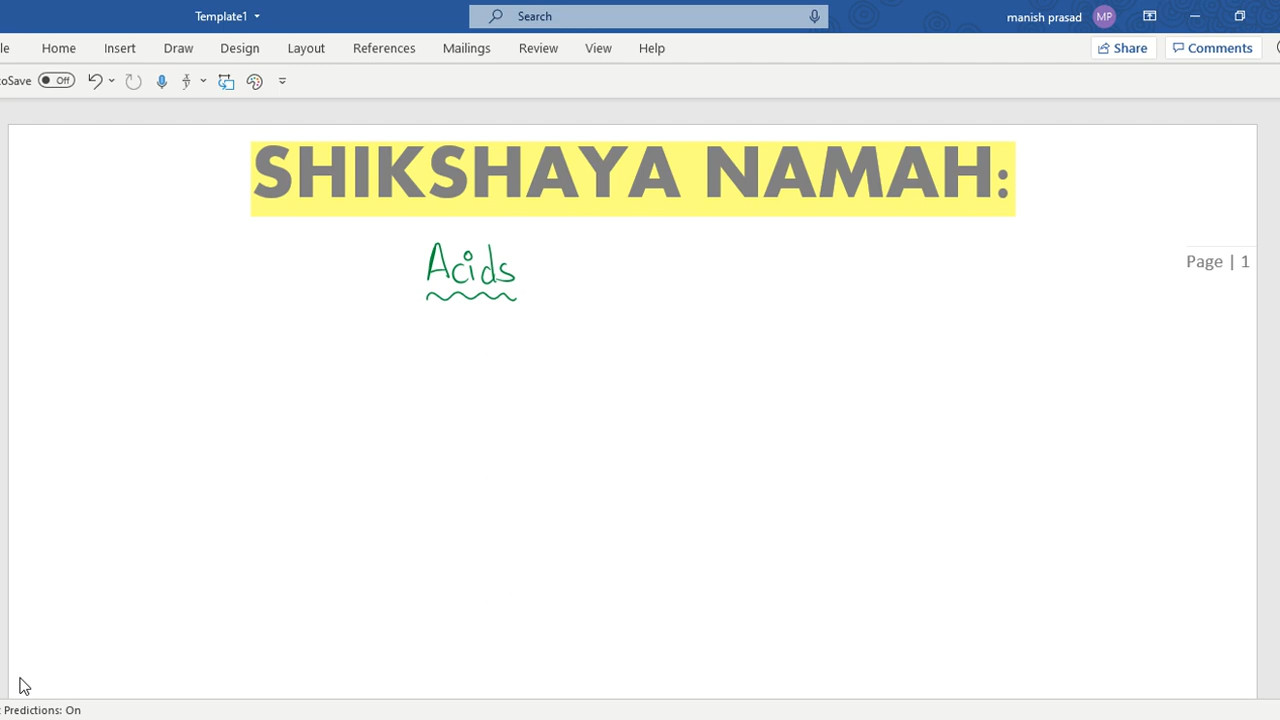 Template1
Search
manish prasad
MP
le
Home
Insert
Draw
Design
Layout
References
Mailings
Review
View
Help
Share
Comments
oSave
Off
SHIKSHAYA NAMAH:
Acids
Page | 1
Predictions: On